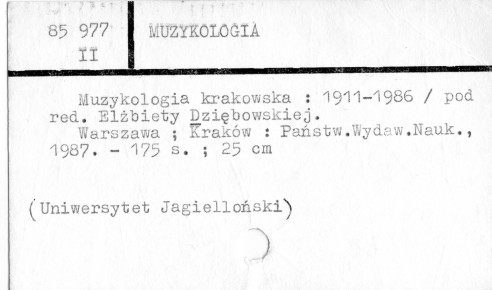 85 977 MUZYKOLOGIA
II
Muzykologia krakowska : 1911-1986 / pod
red. Elżbiety Dziębowskiej.
Warszawa ; Kraków : Państw.Wydaw.Nauk.,
1987. - 175 s. ; 25 cm
(Uniwersytet Jagielloński)